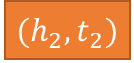 (h₂, t₂)